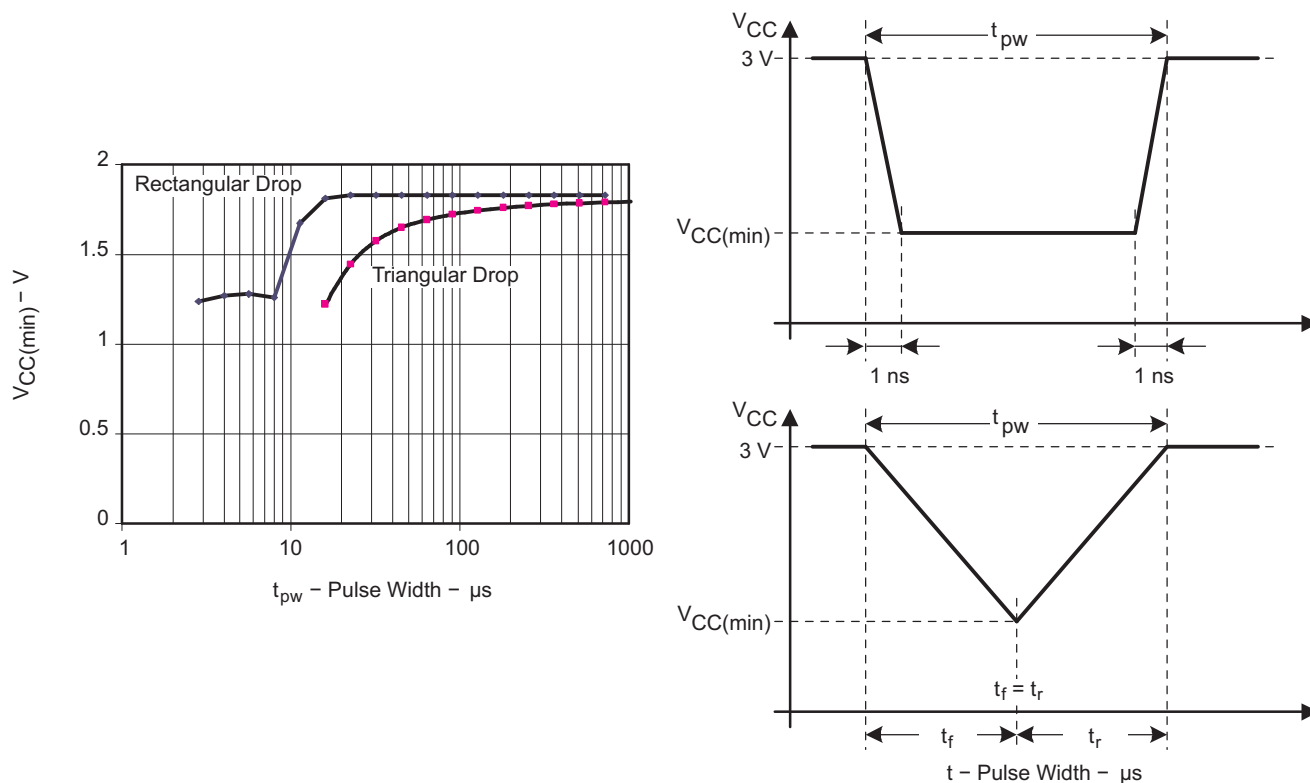 2
1.5
1
0.5
0
VCC(min) – V
Rectangular Drop
Triangular Drop
1
10
100
1000
tpw – Pulse Width – μs
VCC
3 V
tpw
VCC(min)
1 ns
1 ns
VCC
3 V
tpw
VCC(min)
tf = tr
tf
tr
t – Pulse Width – μs